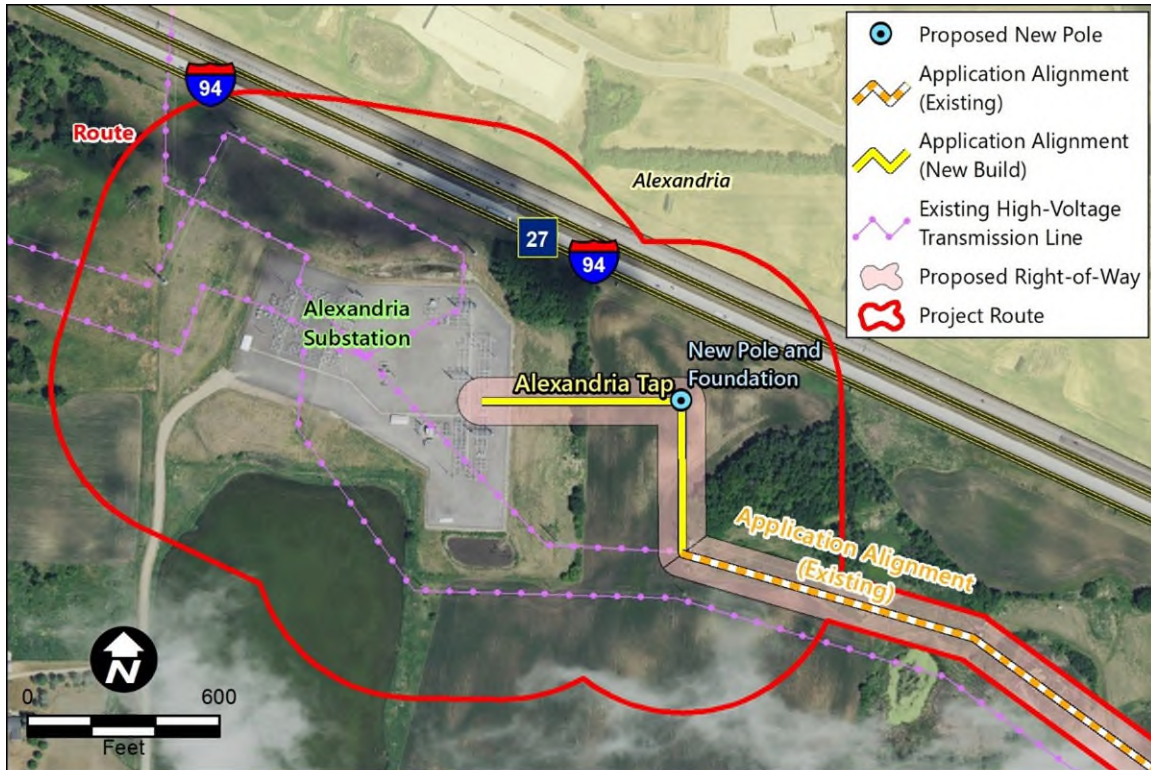 Proposed New Pole
Application Alignment
(Existing)
Application Alignment
(New Build)
Existing High-Voltage
Transmission Line
Proposed Right-of-Way
Project Route
94
Route
Alexandria
27
94
Alexandria
Substation
New Pole and
Foundation
Alexandria Tap
Application Alignment
(Existing)
N
0 600
Feet